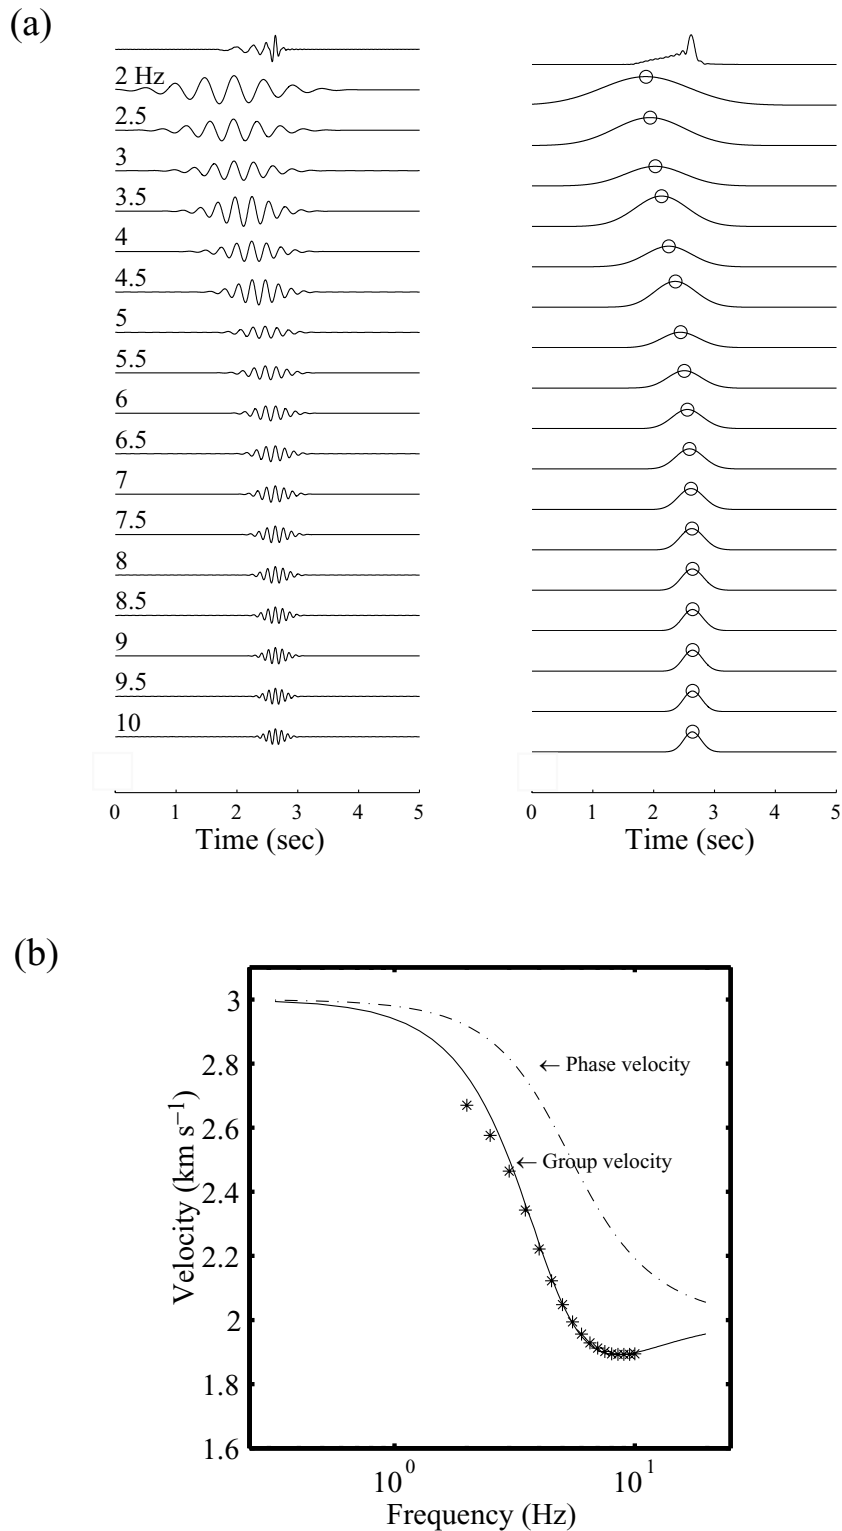 (a)
2 Hz
2.5
3
3.5
4
4.5
5
5.5
6
6.5
7
7.5
8
8.5
9
9.5
10
0 1 2 3 4 5
Time (sec)
0 1 2 3 4 5
Time (sec)
(b)
3
2.8
2.6
2.4
2.2
2
1.8
1.6
Velocity (km s⁻¹)
← Phase velocity
← Group velocity
10⁰ 10¹
Frequency (Hz)